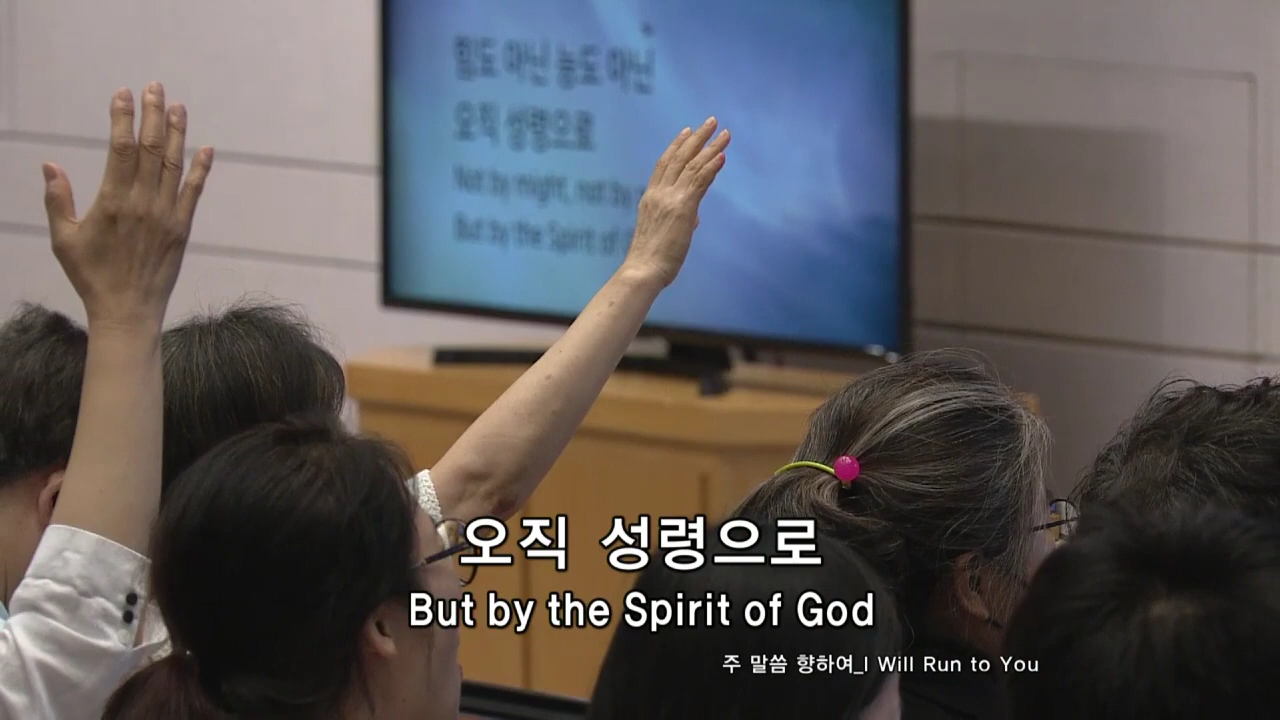 힘도 아닌 능도 아닌
오직 성령으로
Not by might, not by
But by the Spirit of
오직 성령으로
But by the Spirit of God
주 말씀 향하여_I Will Run to You